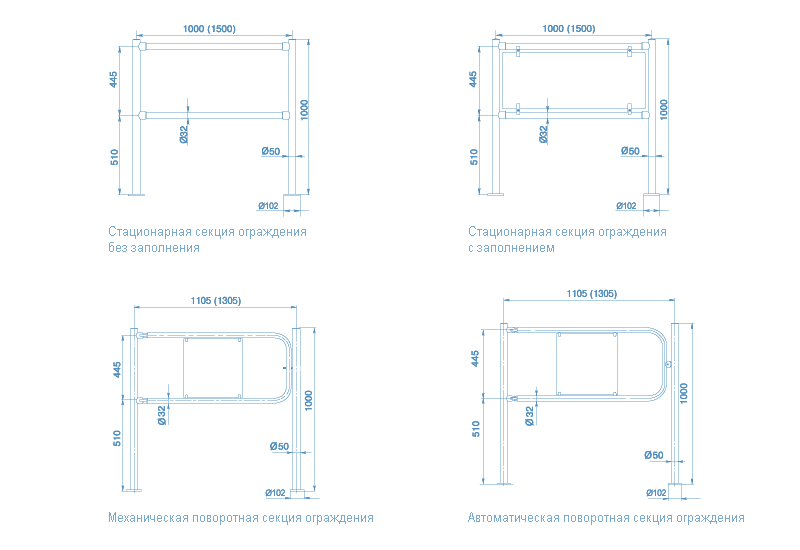 1000 (1500)
445
1000
Ø32
510
Ø50
Ø102
Стационарная секция ограждения
без заполнения
1000 (1500)
445
1000
Ø32
510
Ø50
Ø102
Стационарная секция ограждения
с заполнением
1105 (1305)
445
1000
Ø32
510
Ø50
Ø102
Механическая поворотная секция ограждения
1105 (1305)
445
1000
Ø32
510
Ø50
Ø102
Автоматическая поворотная секция ограждения